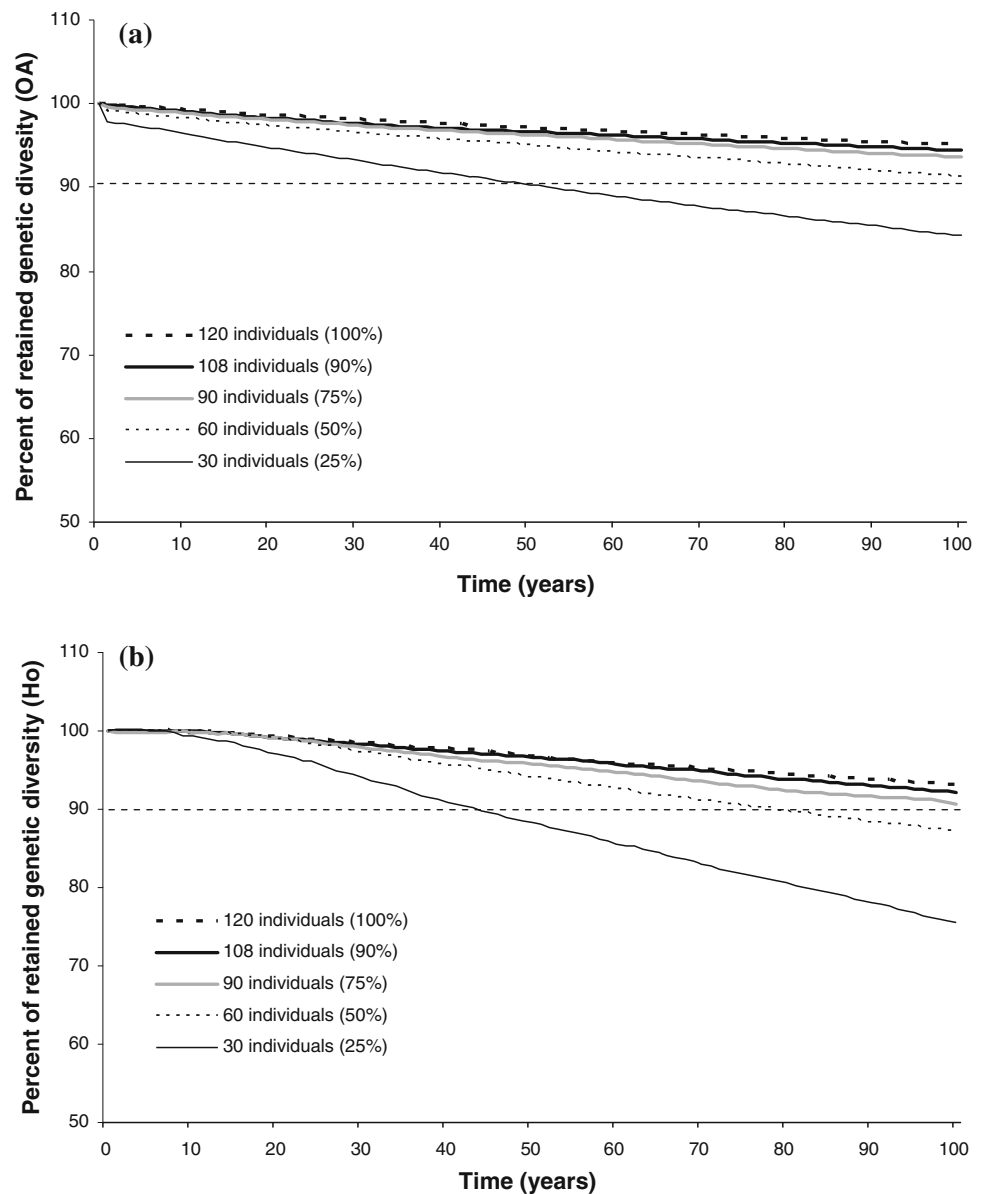 (a)
Percent of retained genetic divesity (OA)
110
100
90
80
70
60
50
120 individuals (100%)
108 individuals (90%)
90 individuals (75%)
60 individuals (50%)
30 individuals (25%)
0 10 20 30 40 50 60 70 80 90 100
Time (years)
(b)
Percent of retained genetic diversity (Ho)
110
100
90
80
70
60
50
120 individuals (100%)
108 individuals (90%)
90 individuals (75%)
60 individuals (50%)
30 individuals (25%)
0 10 20 30 40 50 60 70 80 90 100
Time (years)